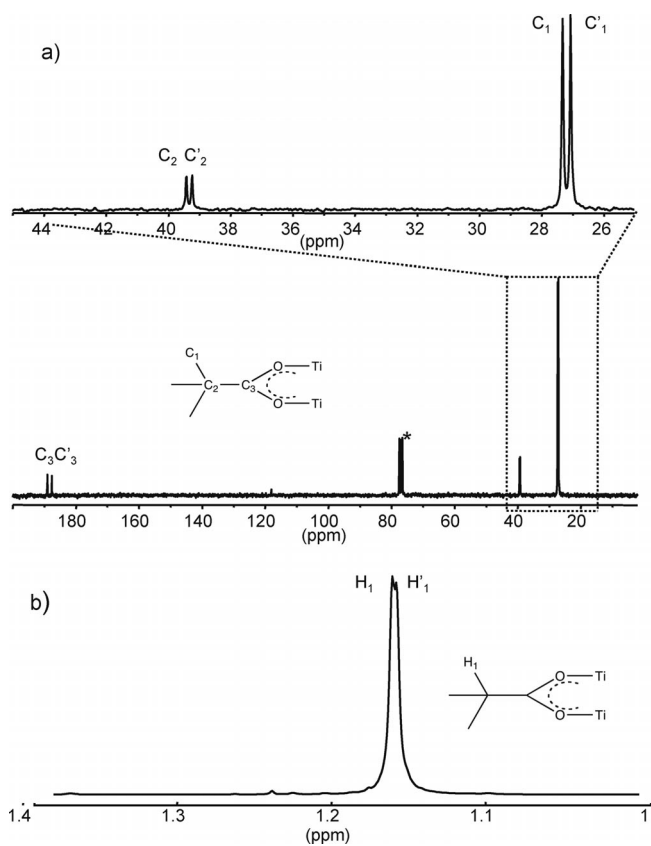 a)
C₁ C'₁
C₂ C'₂
44 42 40 38 36 34 32 30 28 26
(ppm)
C₁
C₂ C₃ O Ti
O Ti
C₃C'₃
*
180 160 140 120 100 80 60 40 20
(ppm)
b)
H₁ H'₁
H₁
O Ti
O Ti
1.4 1.3 1.2 1.1 1
(ppm)